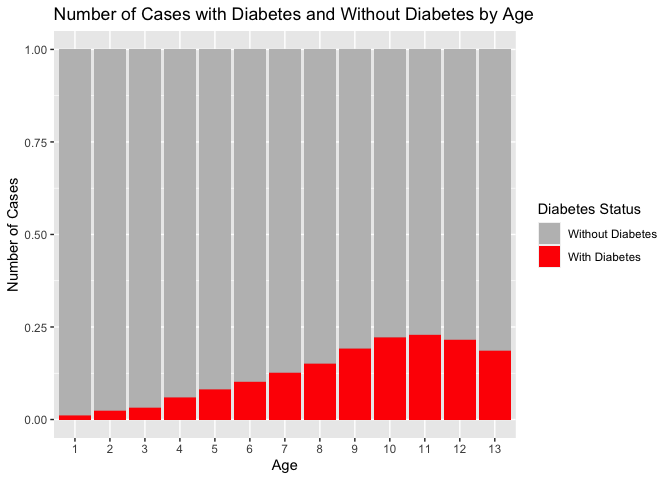 Number of Cases with Diabetes and Without Diabetes by Age
1.00
0.75
0.50
0.25
0.00
Number of Cases
1 2 3 4 5 6 7 8 9 10 11 12 13
Age
Diabetes Status
Without Diabetes
With Diabetes